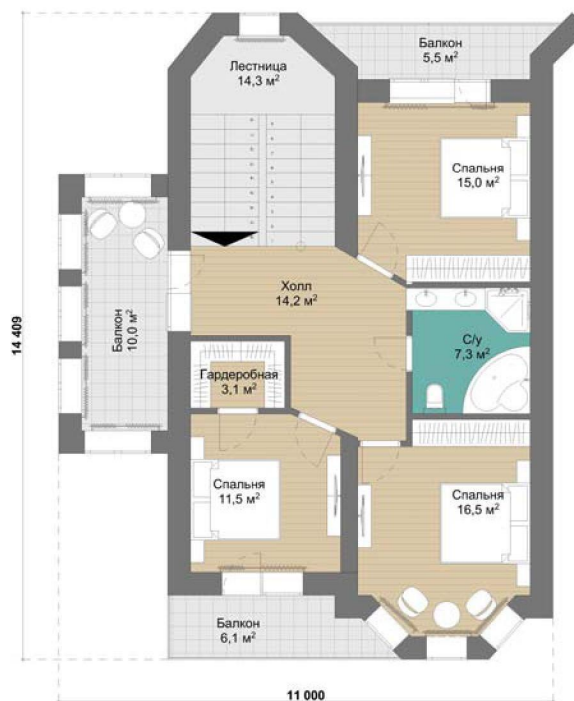 Балкон
5,5 м²
Лестница
14,3 м²
Спальня
15,0 м²
Холл
14,2 м²
Балкон
10,0 м²
14 409
С/у
7,3 м²
Гардеробная
3,1 м²
Спальня
11,5 м²
Спальня
16,5 м²
Балкон
6,1 м²
11 000